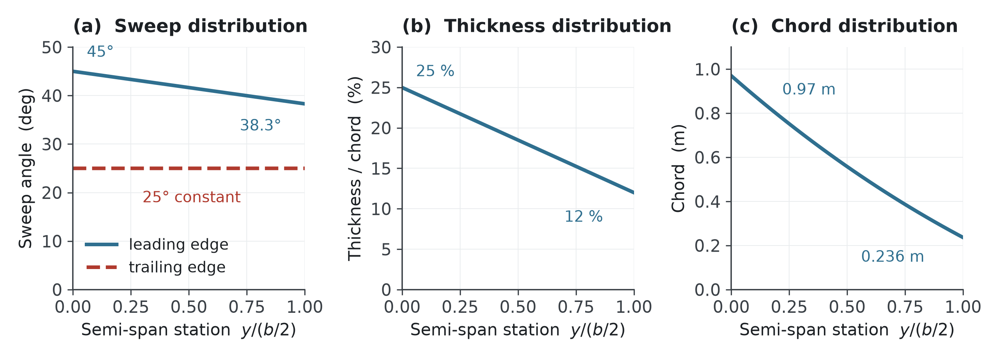 (a)  Sweep distribution
50
40
30
20
10
0
45°
38.3°
25° constant
leading edge
trailing edge
Sweep angle  (deg)
0.00 0.25 0.50 0.75 1.00
Semi-span station  y/(b/2)
(b)  Thickness distribution
30
25
20
15
10
5
0
25 %
12 %
Thickness / chord  (%)
0.00 0.25 0.50 0.75 1.00
Semi-span station  y/(b/2)
(c)  Chord distribution
1.0
0.8
0.6
0.4
0.2
0.0
0.97 m
0.236 m
Chord  (m)
0.00 0.25 0.50 0.75 1.00
Semi-span station  y/(b/2)